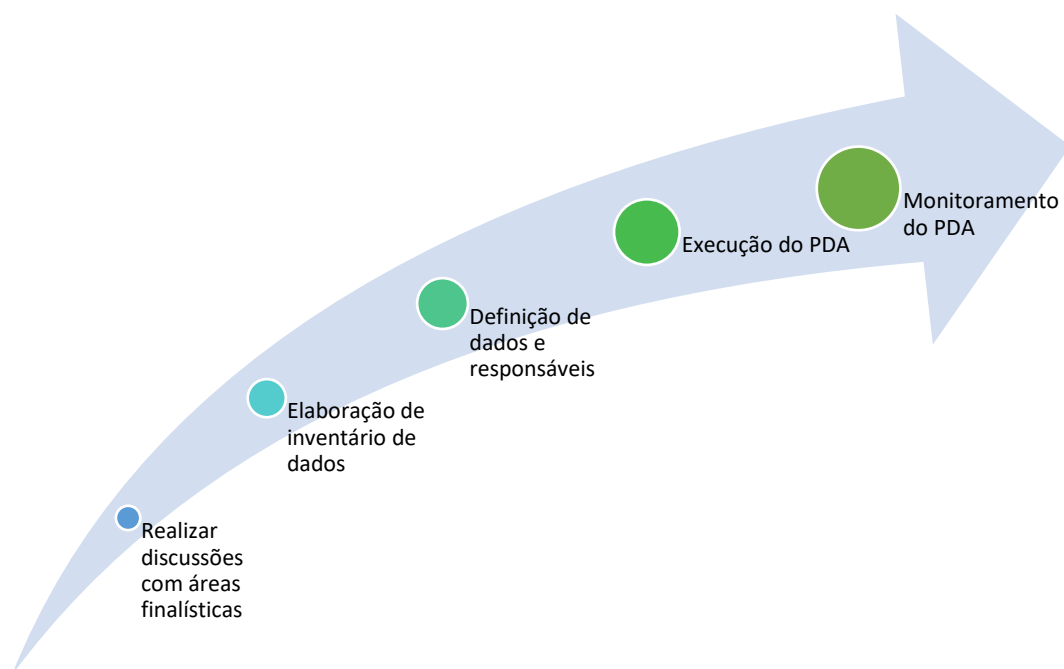 Realizar
discussões
com áreas
finalísticas
Elaboração de
inventário de
dados
Definição de
dados e
responsáveis
Execução do PDA
Monitoramento
do PDA